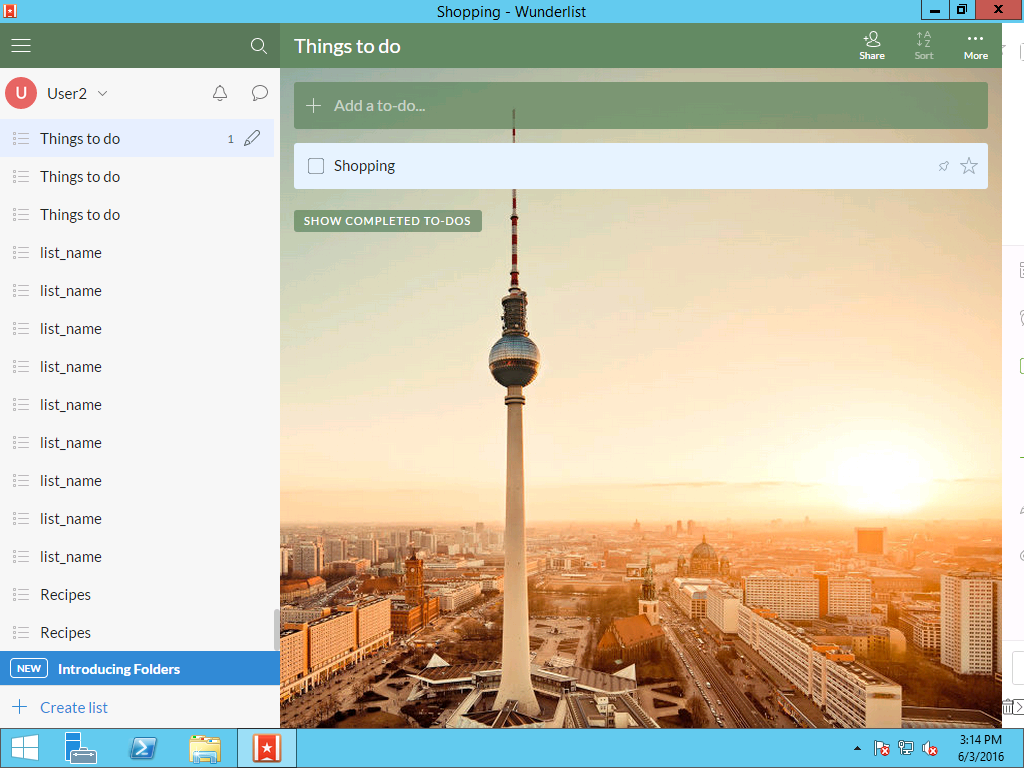 Shopping - Wunderlist
Things to do
Share
Sort
More
U
User2
Things to do
1
Things to do
Things to do
list_name
list_name
list_name
list_name
list_name
list_name
list_name
list_name
list_name
Recipes
Recipes
NEW
Introducing Folders
Create list
Add a to-do...
Shopping
SHOW COMPLETED TO-DOS
3:14 PM
6/3/2016